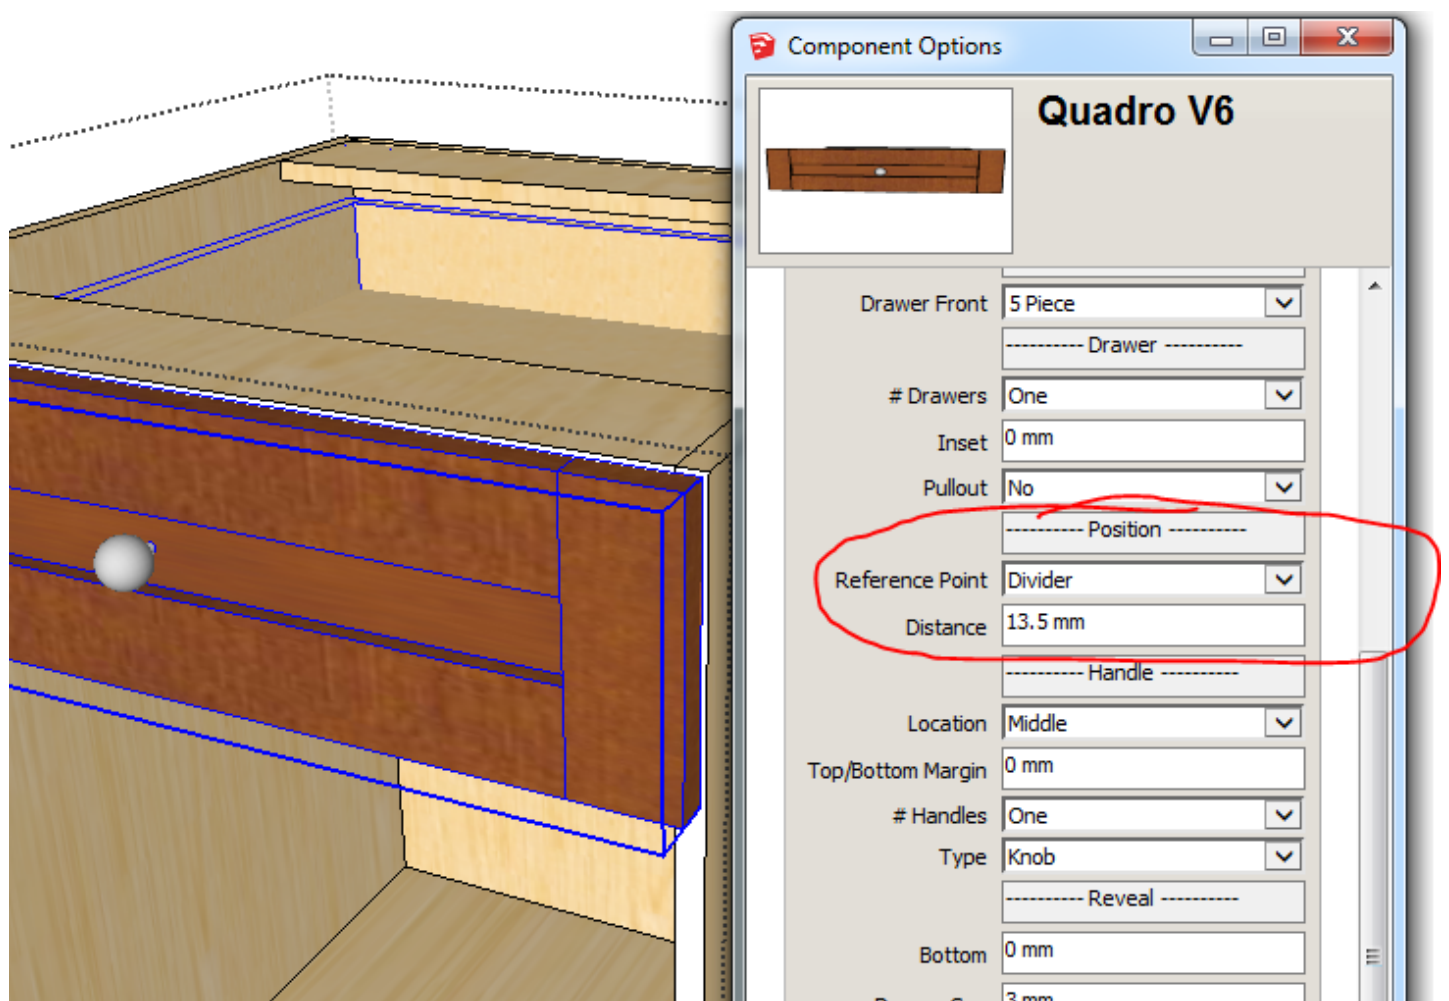 Component Options
Quadro V6
Drawer Front 5 Piece
---------- Drawer ----------
# Drawers One
Inset 0 mm
Pullout No
---------- Position ----------
Reference Point Divider
Distance 13.5 mm
---------- Handle ----------
Location Middle
Top/Bottom Margin 0 mm
# Handles One
Type Knob
---------- Reveal ----------
Bottom 0 mm
3 mm